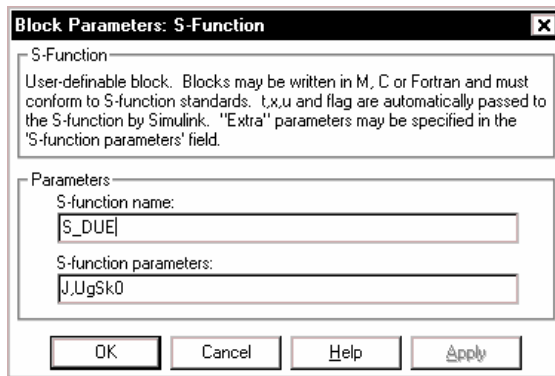 Block Parameters: S-Function
S-Function
User-definable block. Blocks may be written in M, C or Fortran and must
conform to S-function standards. t,x,u and flag are automatically passed to
the S-function by Simulink. "Extra" parameters may be specified in the
'S-function parameters' field.
Parameters
S-function name:
S_DUE
S-function parameters:
J,UgSk0
OK Cancel Help Apply